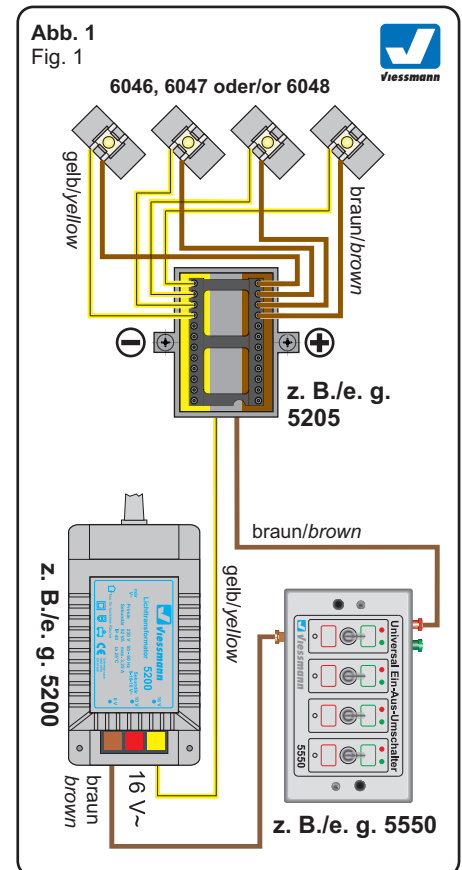 Abb. 1
Fig. 1
viessmann
6046, 6047 oder/or 6048
gelb/yellow
braun/brown
z. B./e. g.
5205
braun/brown
gelb/yellow
z. B./e. g. 5200
viessmann
Lichttransformator 5200
Universal Ein-Aus-Umschalter
viessmann
5550
braun
brown
16 V~
z. B./e. g. 5550